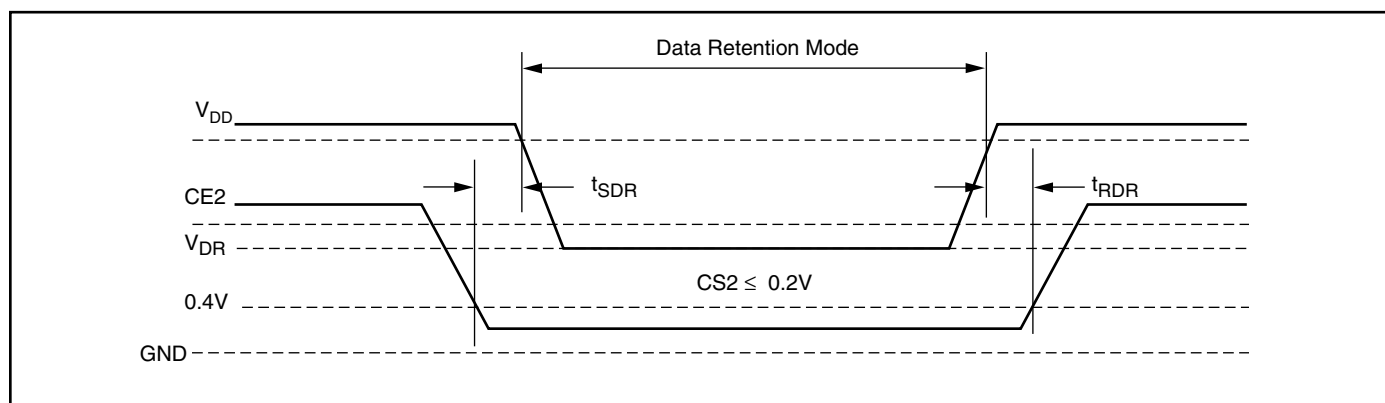 Data Retention Mode
VDD
tSDR
tRDR
CE2
VDR
CS2 ≤ 0.2V
0.4V
GND